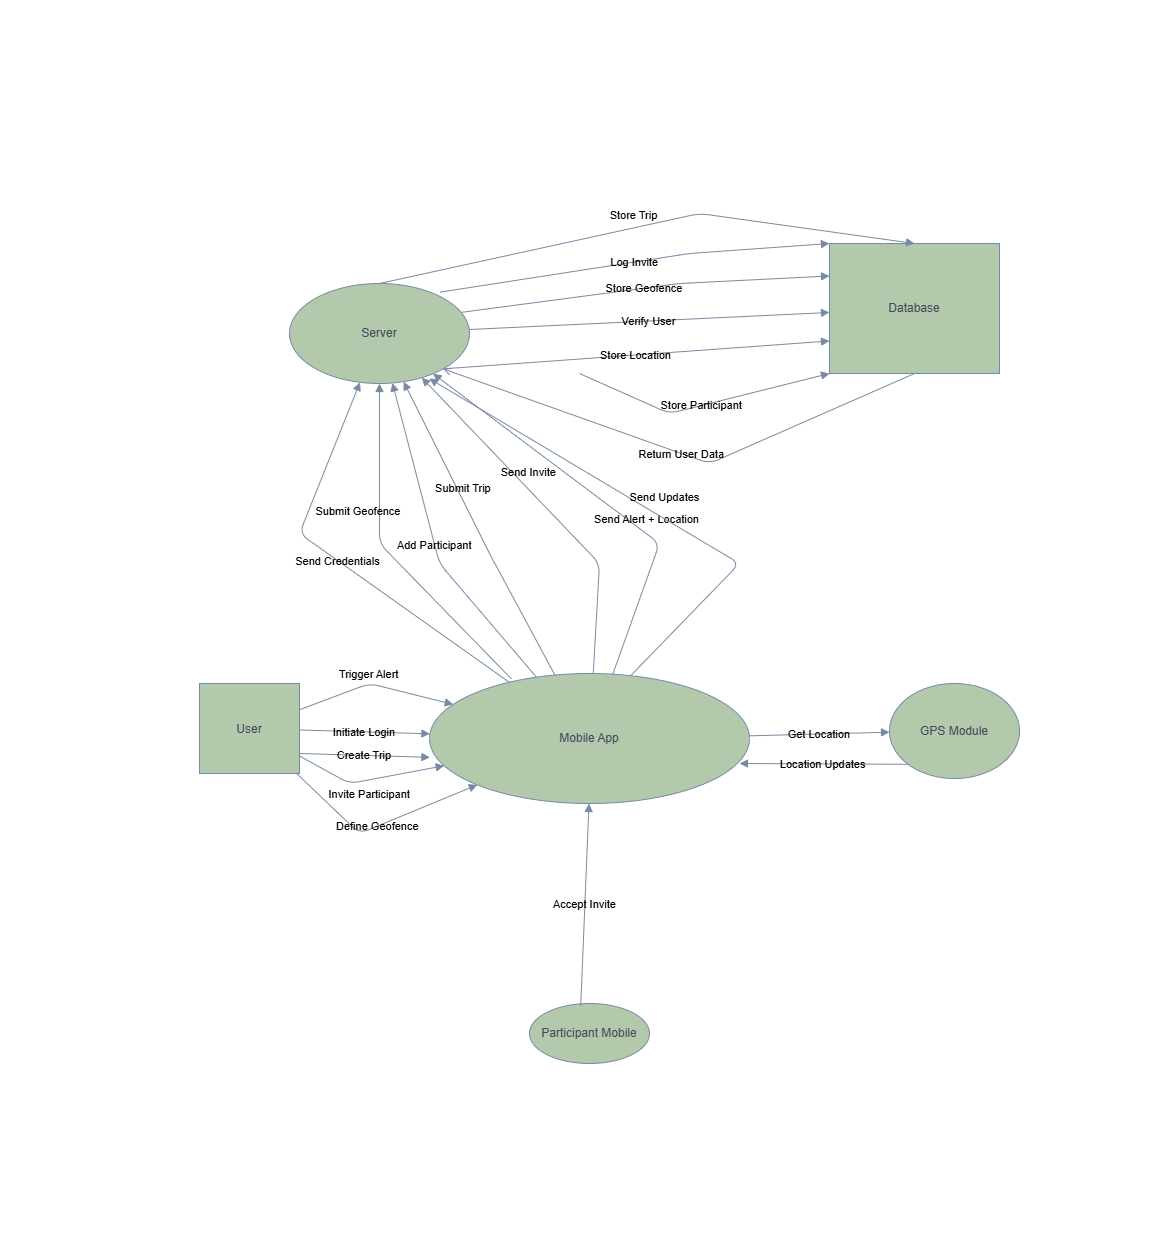 Store Trip
Log Invite
Store Geofence
Database
Verify User
Server
Store Location
Store Participant
Return User Data
Send Invite
Submit Trip
Send Updates
Submit Geofence
Send Alert + Location
Add Participant
Send Credentials
Trigger Alert
User
Initiate Login
Mobile App
Get Location
GPS Module
Create Trip
Location Updates
Invite Participant
Define Geofence
Accept Invite
Participant Mobile